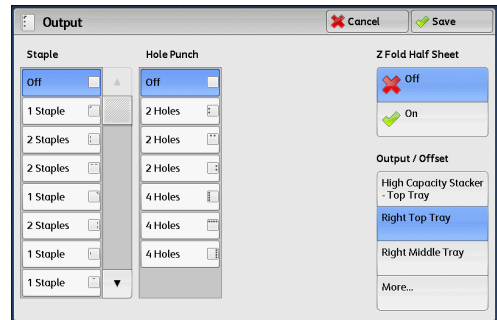 Output
Cancel
Save
Staple
Off
1 Staple
2 Staples
2 Staples
1 Staple
2 Staples
1 Staple
1 Staple
Hole Punch
Off
2 Holes
2 Holes
2 Holes
4 Holes
4 Holes
4 Holes
Z Fold Half Sheet
Off
On
Output / Offset
High Capacity Stacker
- Top Tray
Right Top Tray
Right Middle Tray
More...